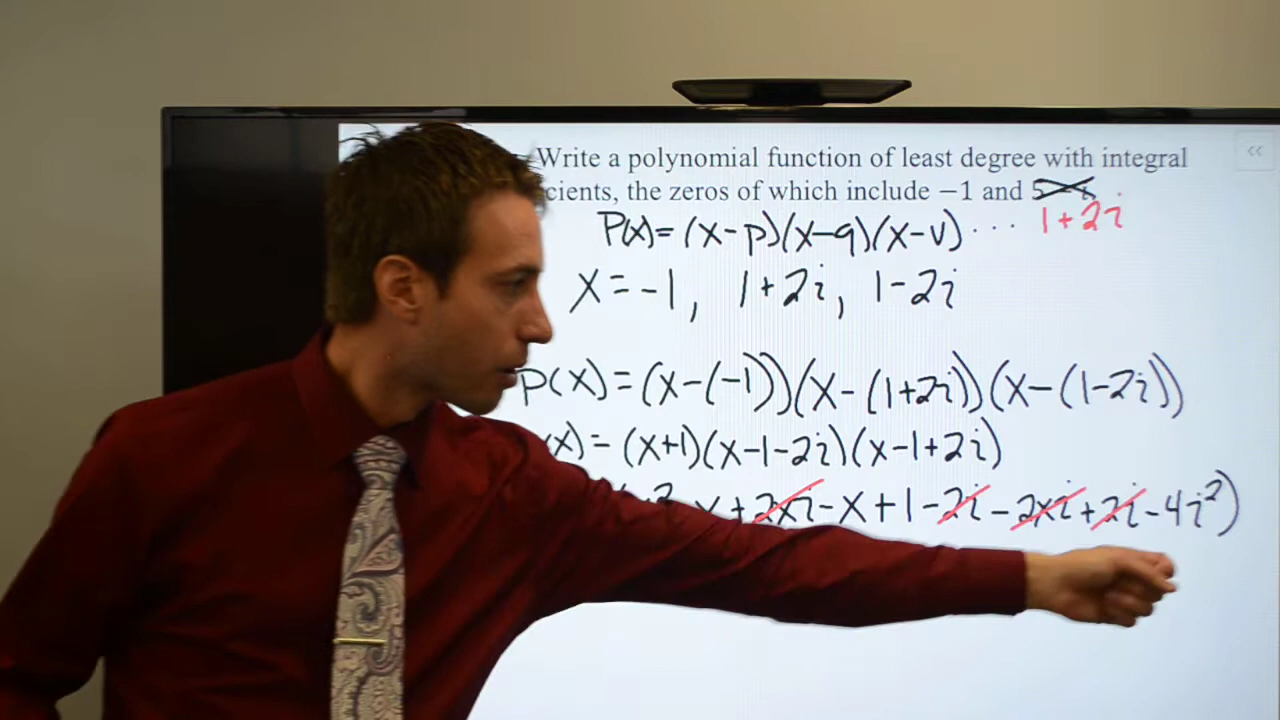 Write a polynomial function of least degree with integral
the zeros of which include −1 and
P(x)=(x-p)(x-q)(x-v)... 1+2i
x=-1, 1+2i, 1-2i
p(x)=(x-(-1))(x-(1+2i))(x-(1-2i))
(x)=(x+1)(x-1-2i)(x-1+2i)
x+2xi-x+1-2i-2xi+2i-4i²)
<<